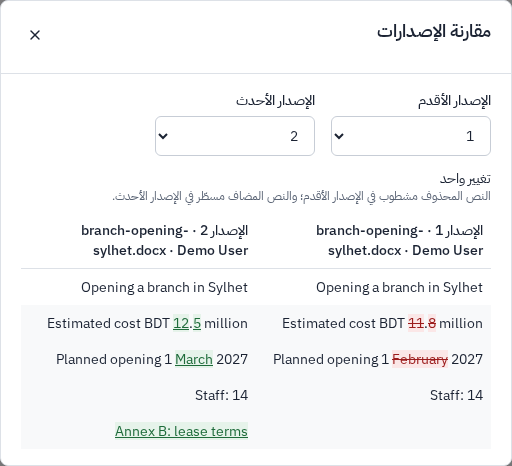 مقارنة الإصدارات
×
الإصدار الأقدم
1
الإصدار الأحدث
2
تغيير واحد
النص المحذوف مشطوب في الإصدار الأقدم؛ والنص المضاف مسطّر في الإصدار الأحدث.
الإصدار 1 · branch-opening-
sylhet.docx · Demo User
الإصدار 2 · branch-opening-
sylhet.docx · Demo User
Opening a branch in Sylhet
Opening a branch in Sylhet
Estimated cost BDT 11.8 million
Estimated cost BDT 12.5 million
Planned opening 1 February 2027
Planned opening 1 March 2027
Staff: 14
Staff: 14
Annex B: lease terms